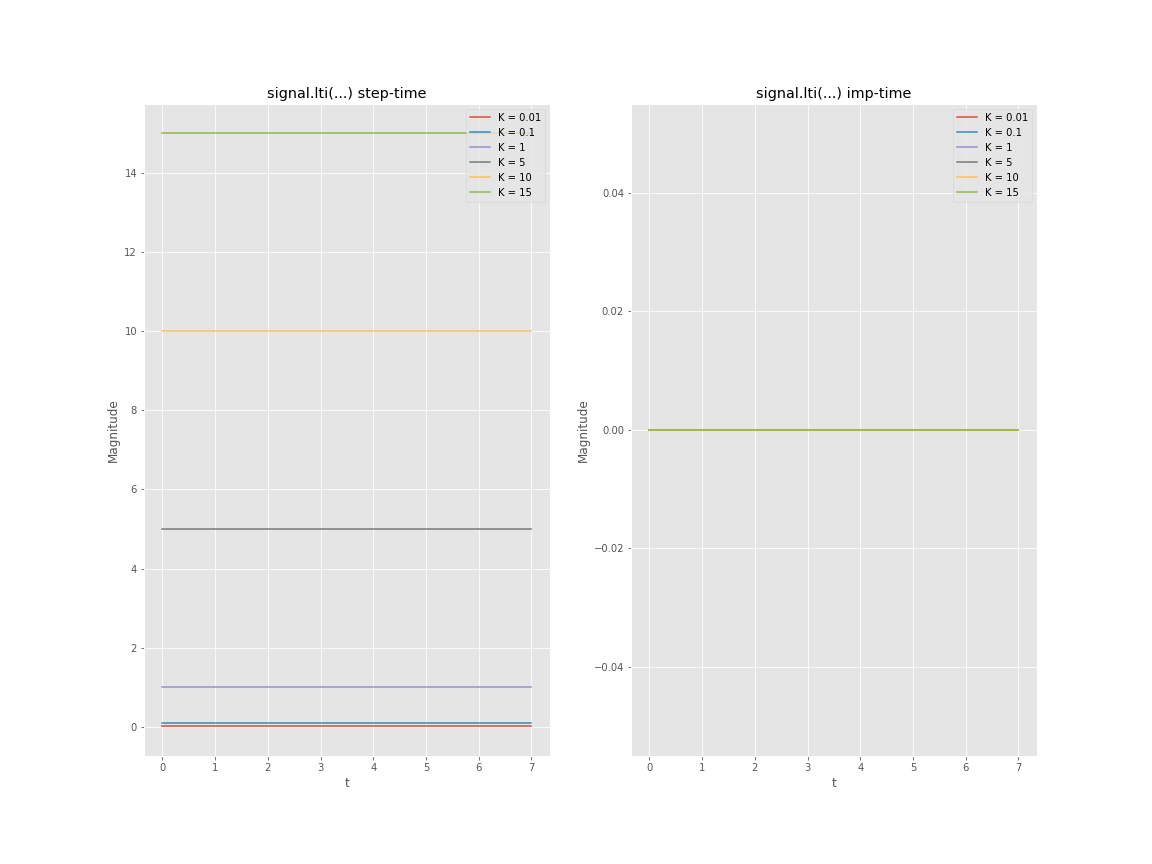 signal.lti(...) step-time
K = 0.01
K = 0.1
K = 1
K = 5
K = 10
K = 15
14
12
10
8
6
4
2
0
Magnitude
0 1 2 3 4 5 6 7
t
signal.lti(...) imp-time
K = 0.01
K = 0.1
K = 1
K = 5
K = 10
K = 15
0.04
0.02
0.00
−0.02
−0.04
Magnitude
0 1 2 3 4 5 6 7
t